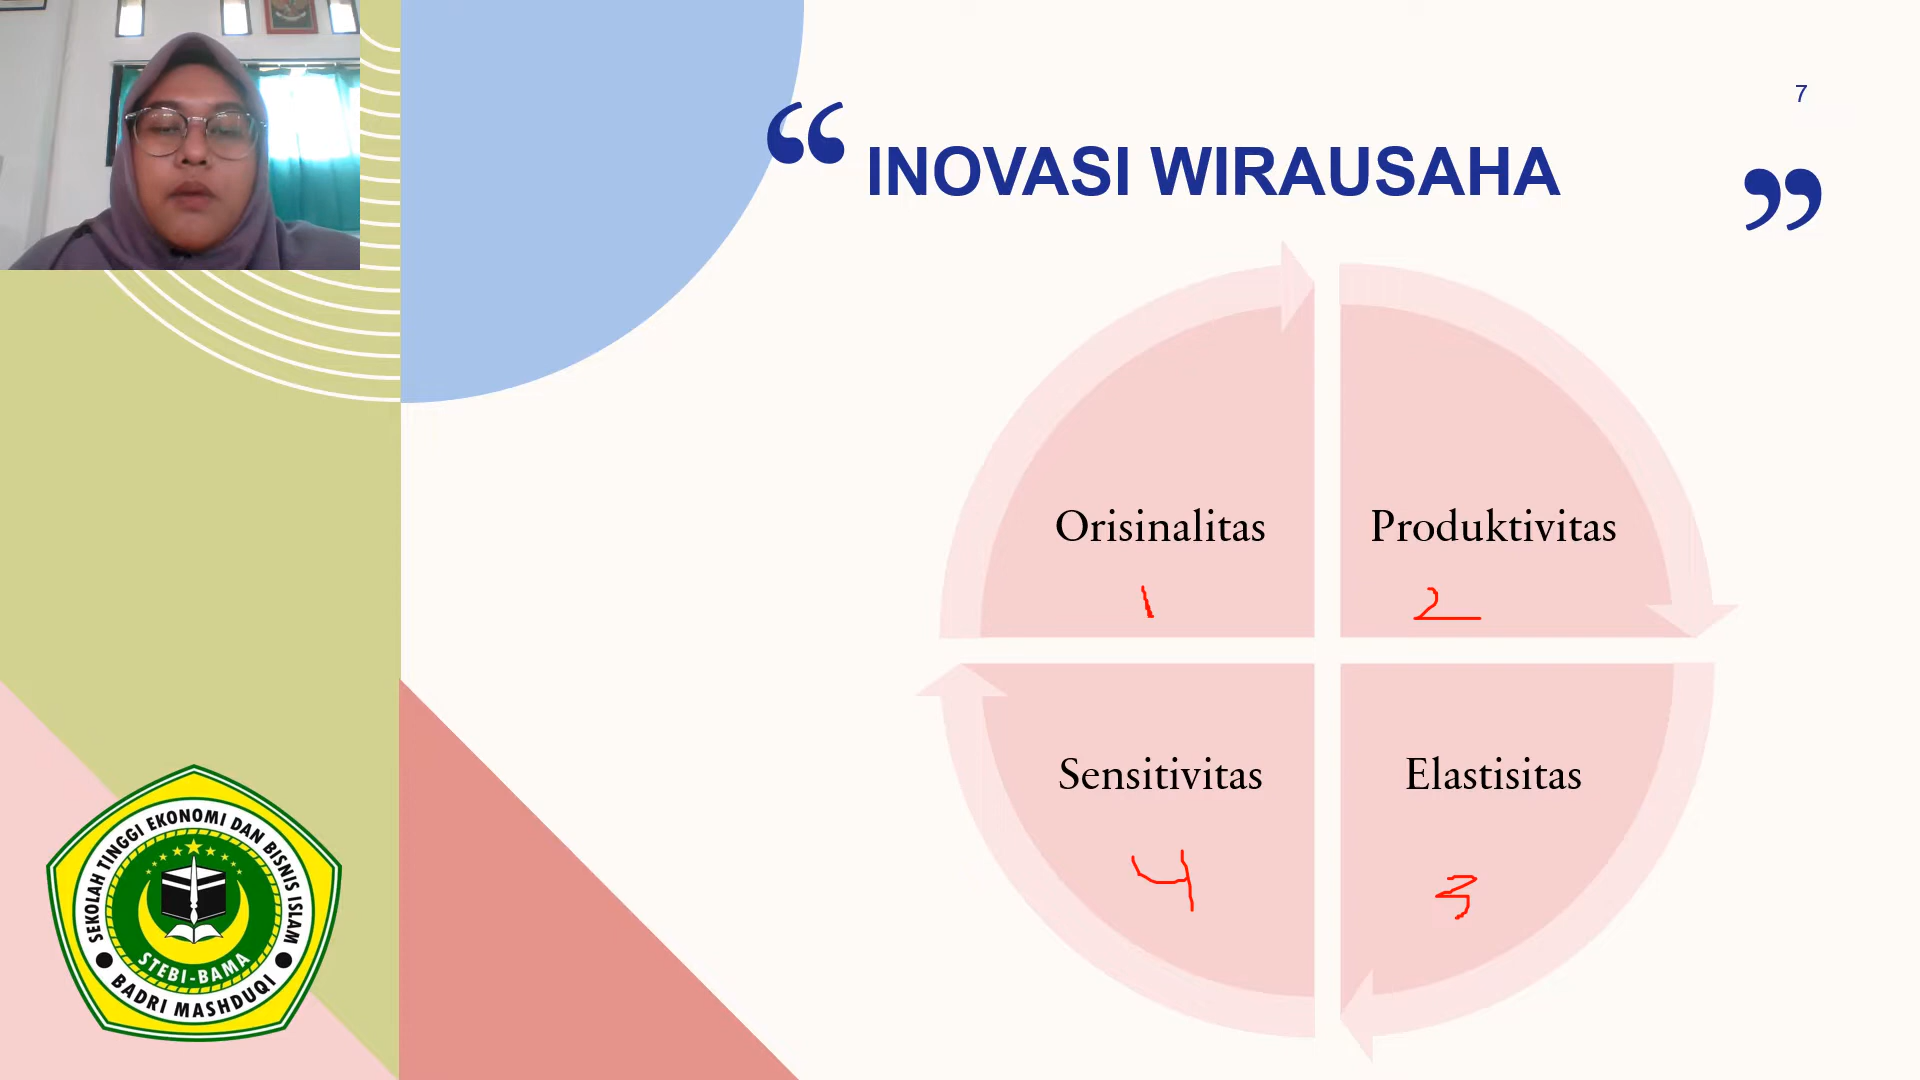 7
“ INOVASI WIRAUSAHA ”
Orisinalitas
1
Produktivitas
2
Sensitivitas
4
Elastisitas
3
SEKOLAH TINGGI EKONOMI DAN BISNIS ISLAM
STEBI-BAMA
BADRI MASHDUQI